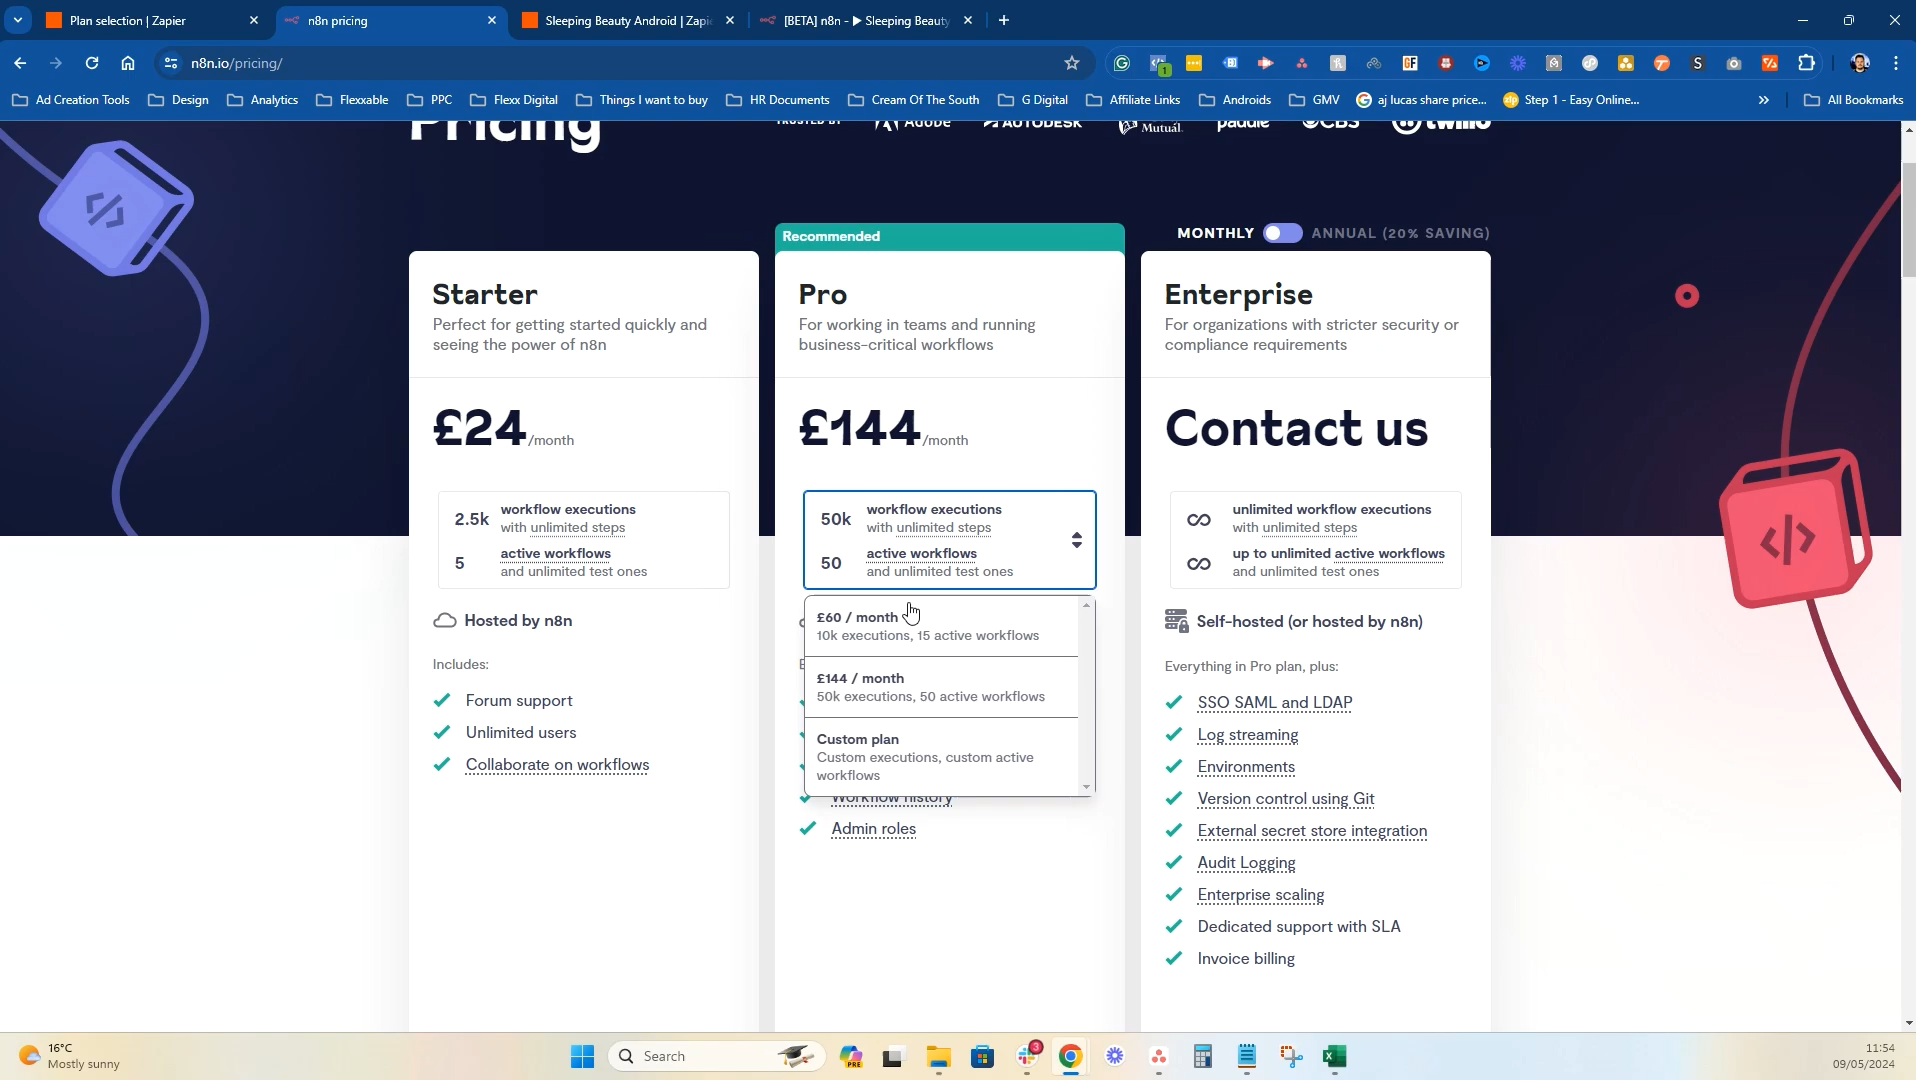 Plan selection | Zapier
n8n pricing
Sleeping Beauty Android | Zapie
[BETA] n8n - ▶ Sleeping Beauty
n8n.io/pricing/
1
Ad Creation Tools
Design
Analytics
Flexxable
PPC
Flexx Digital
Things I want to buy
HR Documents
Cream Of The South
G Digital
Affiliate Links
Androids
GMV
aj lucas share price...
Step 1 - Easy Online...
»
All Bookmarks
Pricing
TRUSTED BY
Adobe
AUTODESK
Mutual
paddle
CBS
twilio
MONTHLY
ANNUAL (20% SAVING)
Recommended
Starter
Perfect for getting started quickly and
seeing the power of n8n
£24 /month
2.5k workflow executions
with unlimited steps
5 active workflows
and unlimited test ones
Hosted by n8n
Includes:
Forum support
Unlimited users
Collaborate on workflows
Pro
For working in teams and running
business-critical workflows
£144 /month
50k workflow executions
with unlimited steps
50 active workflows
and unlimited test ones
£60 / month
10k executions, 15 active workflows
£144 / month
50k executions, 50 active workflows
Custom plan
Custom executions, custom active
workflows
Workflow history
Admin roles
Enterprise
For organizations with stricter security or
compliance requirements
Contact us
∞ unlimited workflow executions
with unlimited steps
∞ up to unlimited active workflows
and unlimited test ones
Self-hosted (or hosted by n8n)
Everything in Pro plan, plus:
SSO SAML and LDAP
Log streaming
Environments
Version control using Git
External secret store integration
Audit Logging
Enterprise scaling
Dedicated support with SLA
Invoice billing
16°C
Mostly sunny
Search
PRE
3
11:54
09/05/2024